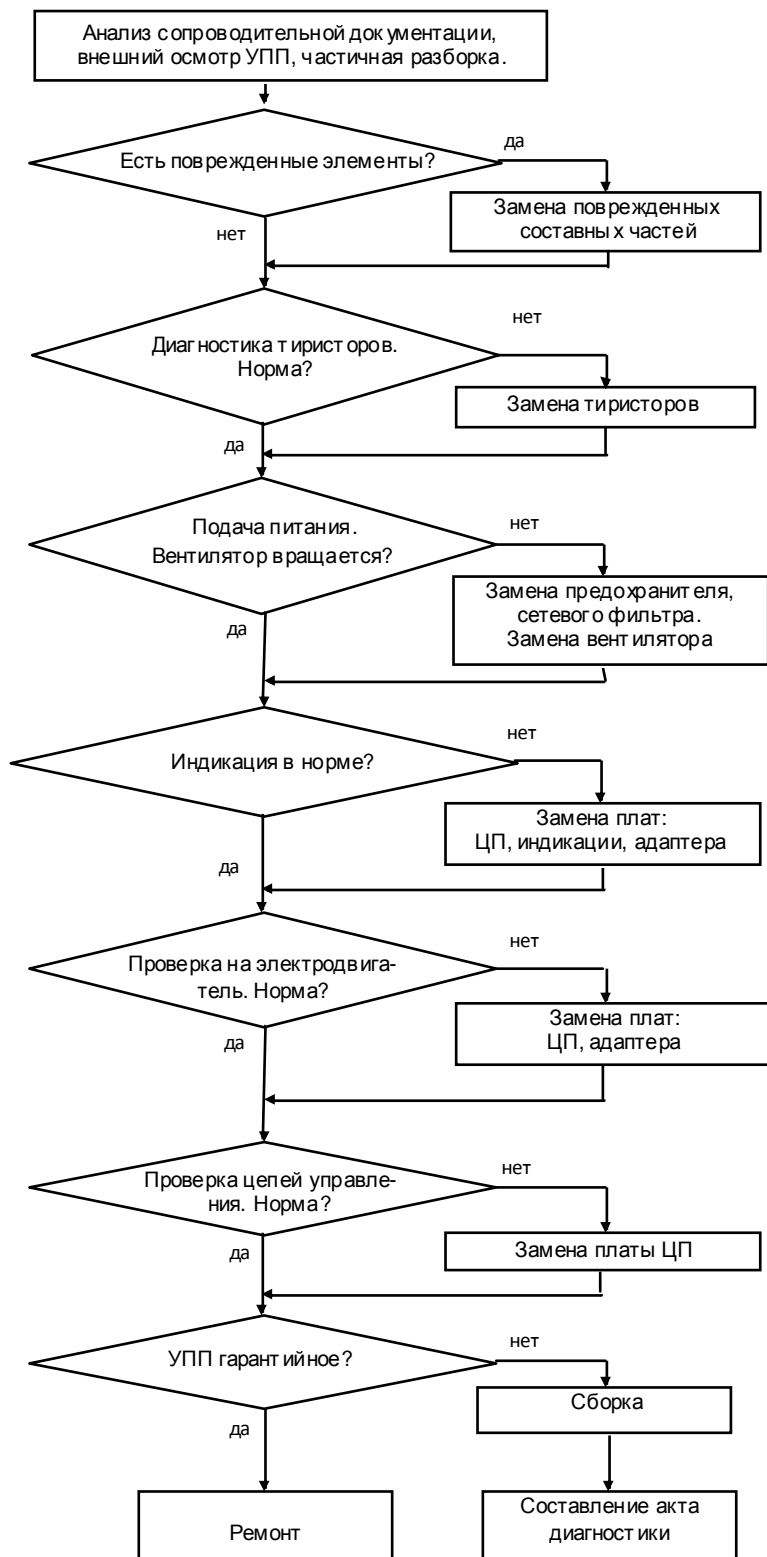 Анализ сопроводительной документации,
внешний осмотр УПП, частичная разборка.
Есть поврежденные элементы?
да
Замена поврежденных
составных частей
нет
Диагностика тиристоров.
Норма?
нет
Замена тиристоров
да
Подача питания.
Вентилятор вращается?
нет
Замена предохранителя,
сетевого фильтра.
Замена вентилятора
да
Индикация в норме?
нет
Замена плат:
ЦП, индикации, адаптера
да
Проверка на электродвига-
тель. Норма?
нет
Замена плат:
ЦП, адаптера
да
Проверка цепей управле-
ния. Норма?
нет
Замена платы ЦП
да
УПП гарантийное?
нет
Сборка
да
Ремонт
Составление акта
диагностики